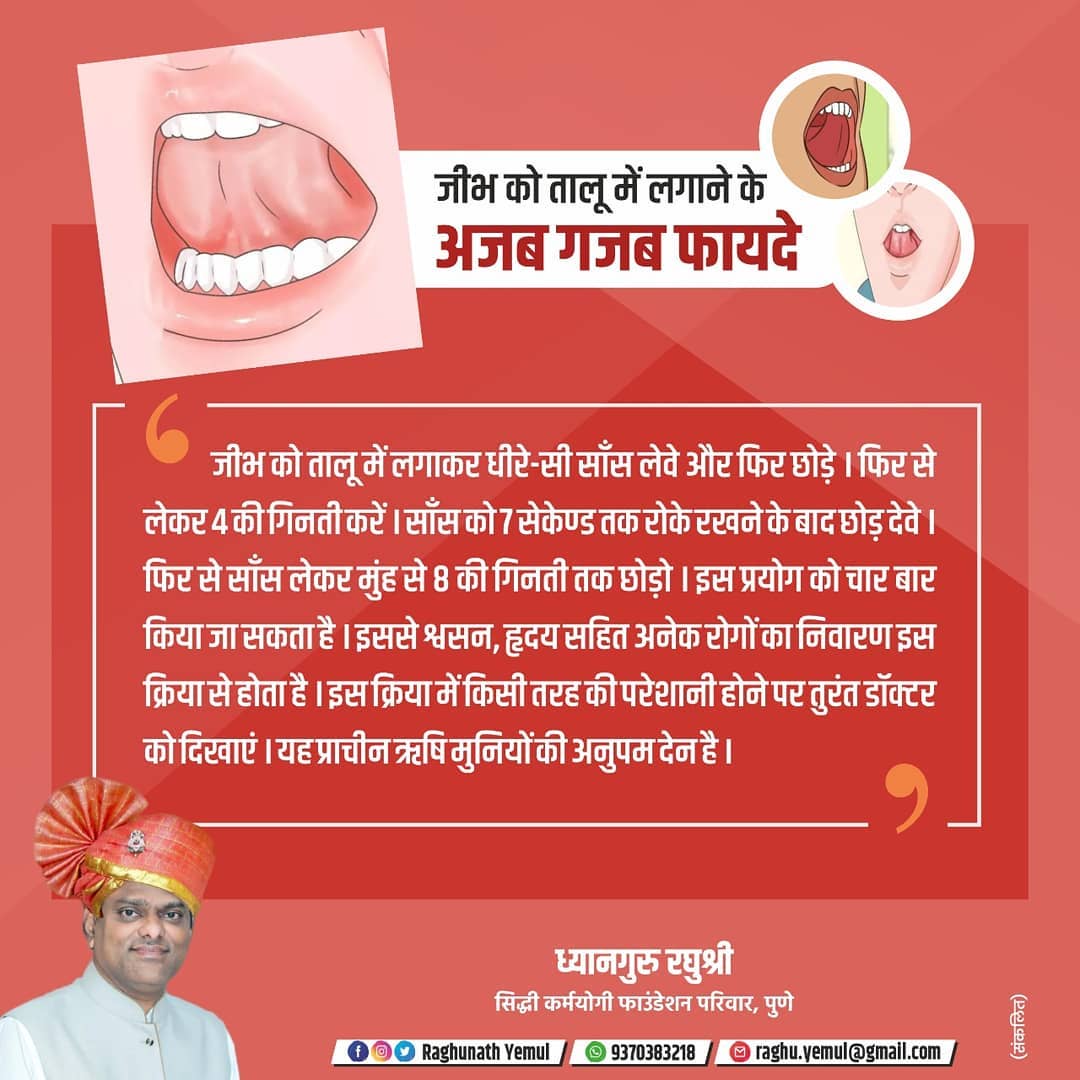 जीभ को तालू में लगाने के
अजब गजब फायदे
जीभ को तालू में लगाकर धीरे-सी साँस लेवे और फिर छोड़े । फिर से
लेकर 4 की गिनती करें । साँस को 7 सेकेण्ड तक रोके रखने के बाद छोड़ देवे ।
फिर से साँस लेकर मुंह से 8 की गिनती तक छोड़ो । इस प्रयोग को चार बार
किया जा सकता है । इससे श्वसन, हृदय सहित अनेक रोगों का निवारण इस
क्रिया से होता है । इस क्रिया में किसी तरह की परेशानी होने पर तुरंत डॉक्टर
को दिखाएं । यह प्राचीन ऋषि मुनियों की अनुपम देन है ।
ध्यानगुरु रघुश्री
सिद्धी कर्मयोगी फाउंडेशन परिवार, पुणे
Raghunath Yemul 9370383218 raghu.yemul@gmail.com
(संकलित)